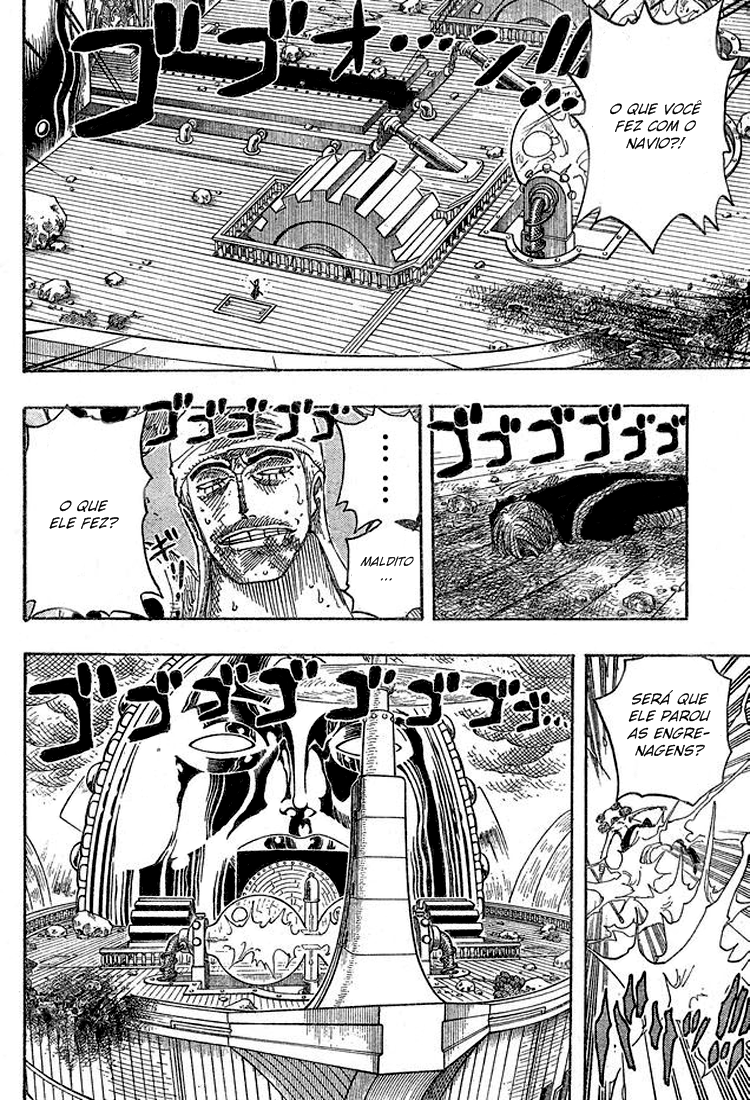 ゴゴオ・・・ン!!!
O QUE VOCÊ
FEZ COM O
NAVIO?!
ゴゴゴゴゴゴゴ
ゴゴゴゴゴゴ
......
MALDITO
...
ギ!!
O QUE
ELE FEZ?
SERÁ QUE
ELE PAROU
AS ENGRE-
NAGENS?
ゴゴゴゴゴゴゴゴ...